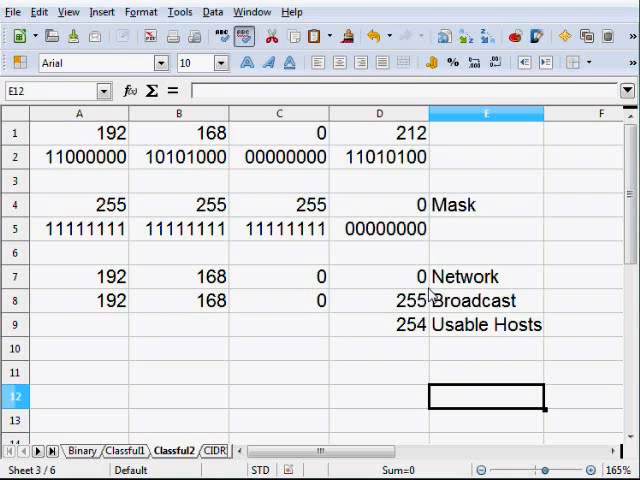 File Edit View Insert Format Tools Data Window Help
Arial 10
E12
A B C D E F
1 192 168 0 212
2 11000000 10101000 00000000 11010100
3
4 255 255 255 0 Mask
5 11111111 11111111 11111111 00000000
6
7 192 168 0 0 Network
8 192 168 0 255 Broadcast
9 254 Usable Hosts
10
11
12
13
14
Binary Classful1 Classful2 CIDR
Sheet 3 / 6 Default STD Sum=0 165%